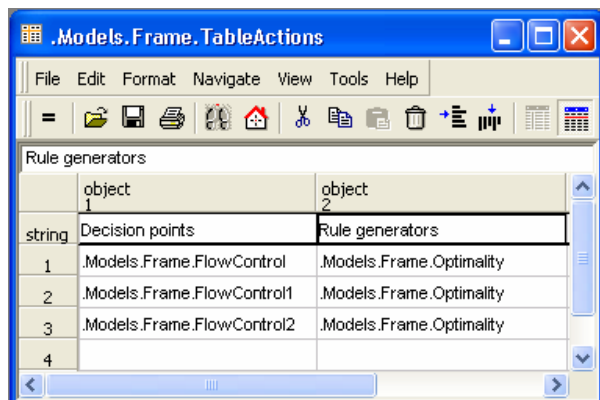 .Models.Frame.TableActions
File Edit Format Navigate View Tools Help
=
Rule generators
object object
1 2
string Decision points Rule generators
1 .Models.Frame.FlowControl .Models.Frame.Optimality
2 .Models.Frame.FlowControl1 .Models.Frame.Optimality
3 .Models.Frame.FlowControl2 .Models.Frame.Optimality
4